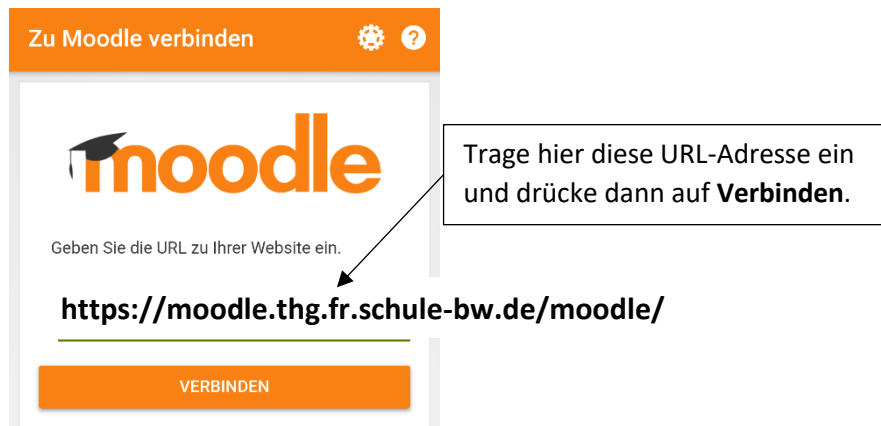 Zu Moodle verbinden
?
moodle
Trage hier diese URL-Adresse ein
und drücke dann auf Verbinden.
Geben Sie die URL zu Ihrer Website ein.
https://moodle.thg.fr.schule-bw.de/moodle/
VERBINDEN